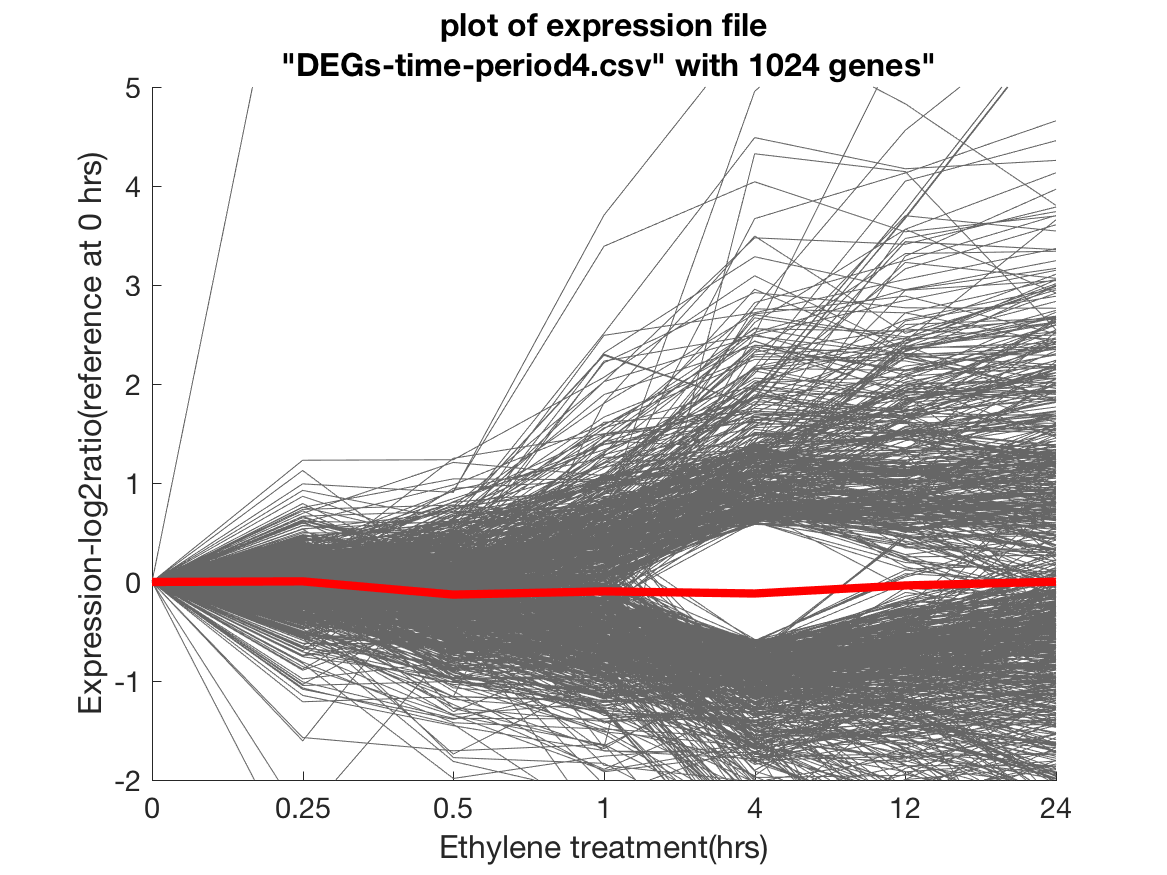 plot of expression file
"DEGs-time-period4.csv" with 1024 genes"
Expression-log2ratio(reference at 0 hrs)
5
4
3
2
1
0
-1
-2
0 0.25 0.5 1 4 12 24
Ethylene treatment(hrs)